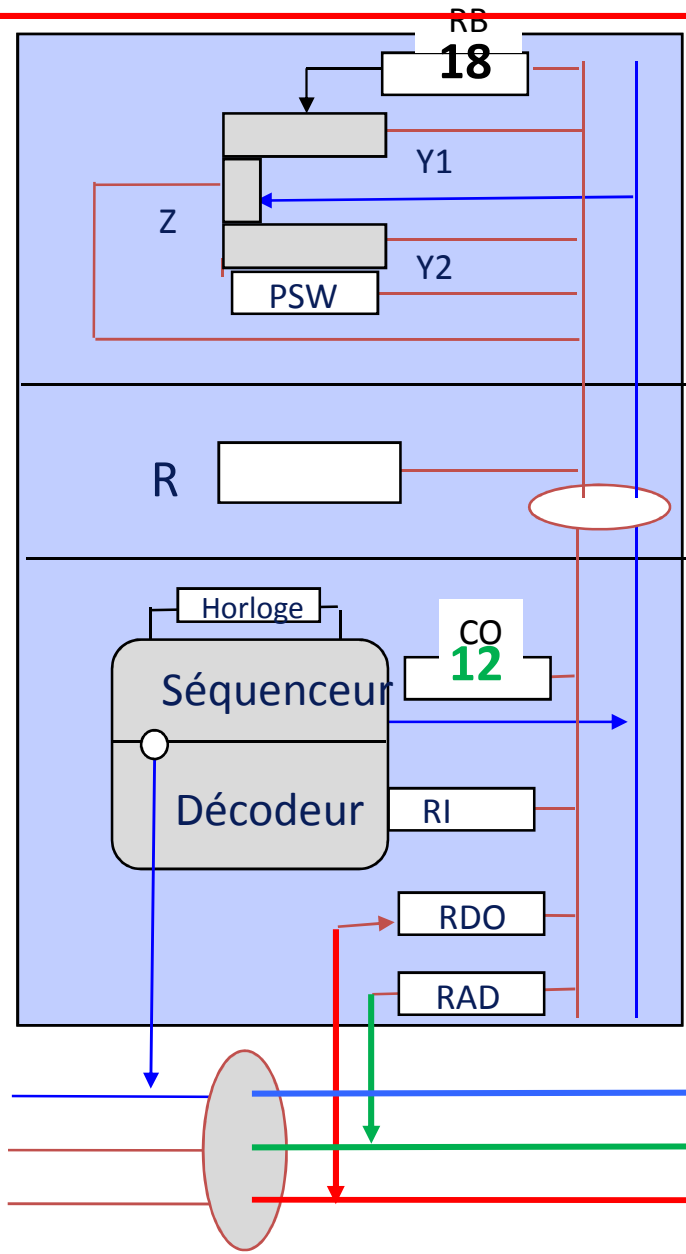 RB
18
Y1
Z
Y2
PSW
R
Horloge
CO
12
Séquenceur
Décodeur
RI
RDO
RAD